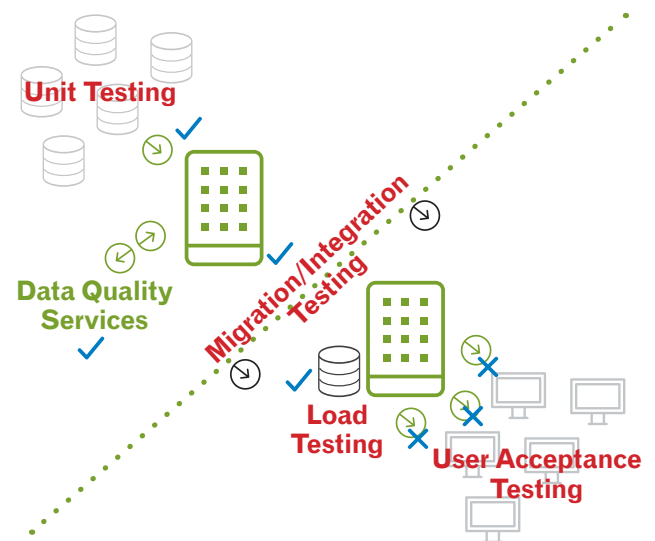 Unit Testing
Data Quality
Services
Migration/Integration
Testing
Load
Testing
User Acceptance
Testing